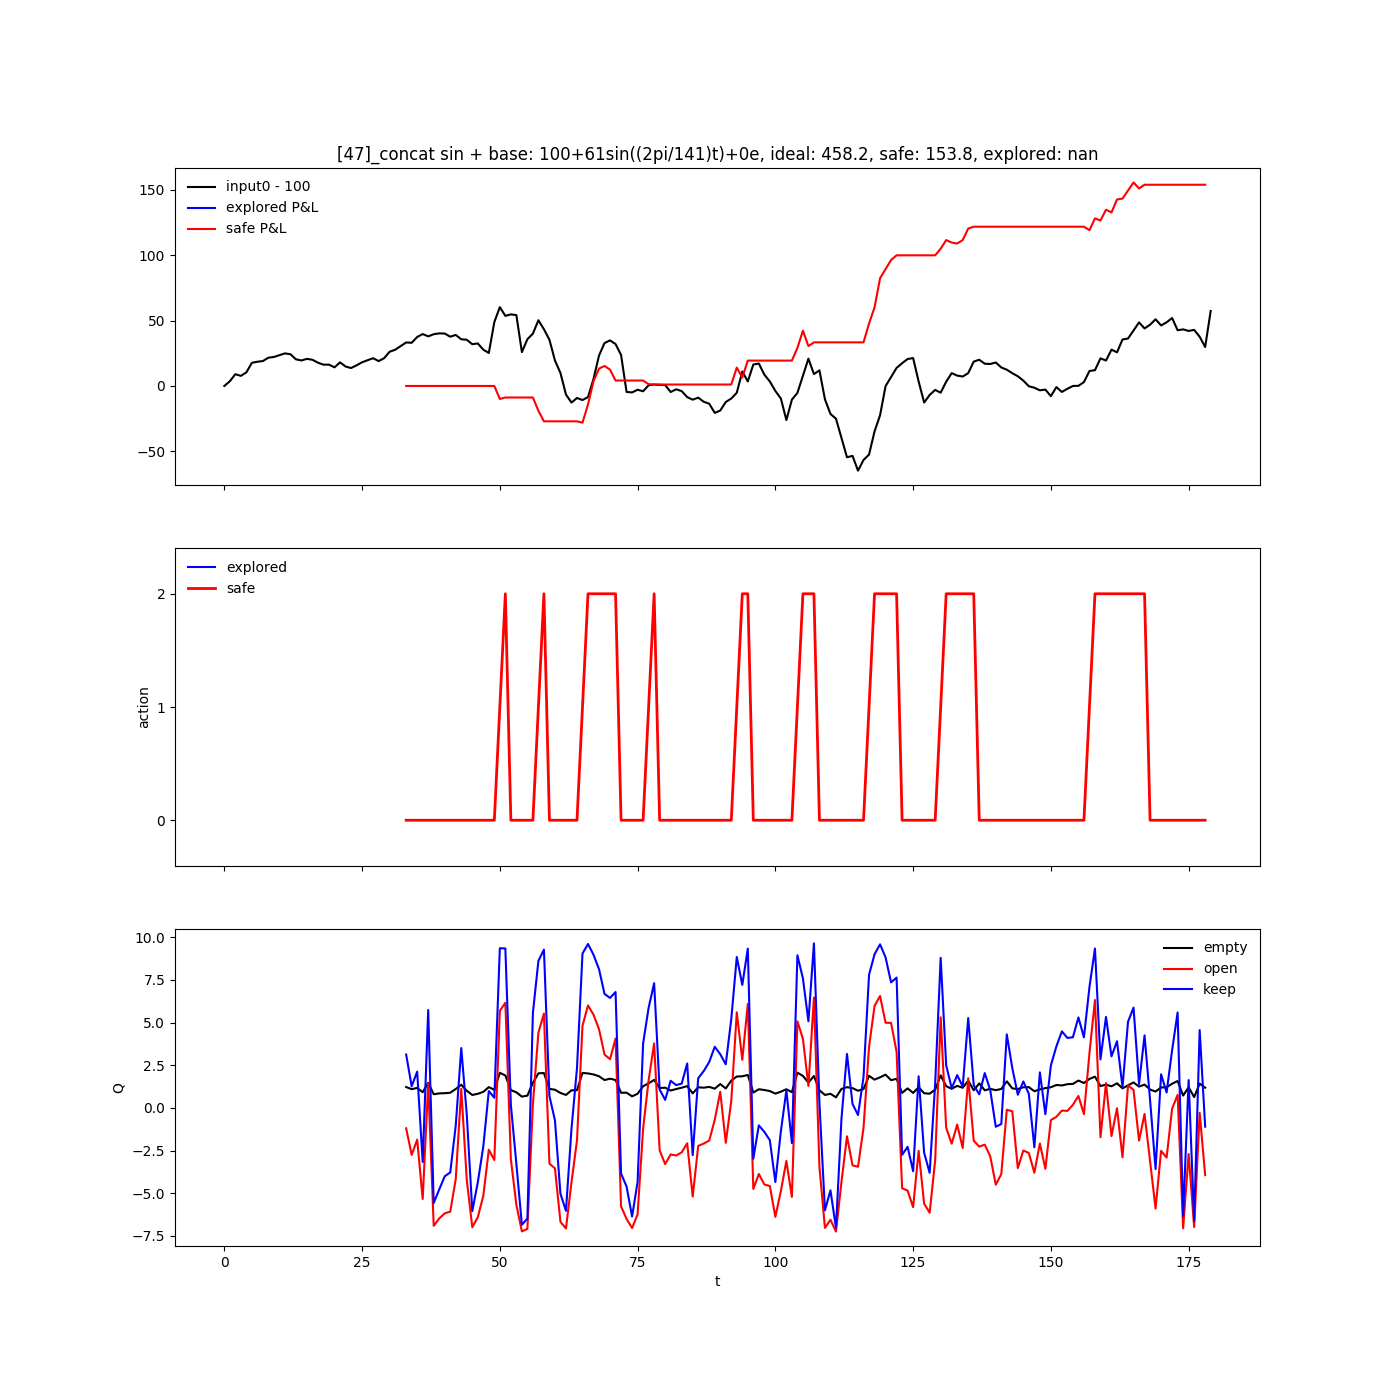 [47]_concat sin + base: 100+61sin((2pi/141)t)+0e, ideal: 458.2, safe: 153.8, explored: nan
input0 - 100
explored P&L
safe P&L
150
100
50
0
−50
explored
safe
2
1
0
action
empty
open
keep
10.0
7.5
5.0
2.5
0.0
−2.5
−5.0
−7.5
Q
0 25 50 75 100 125 150 175
t